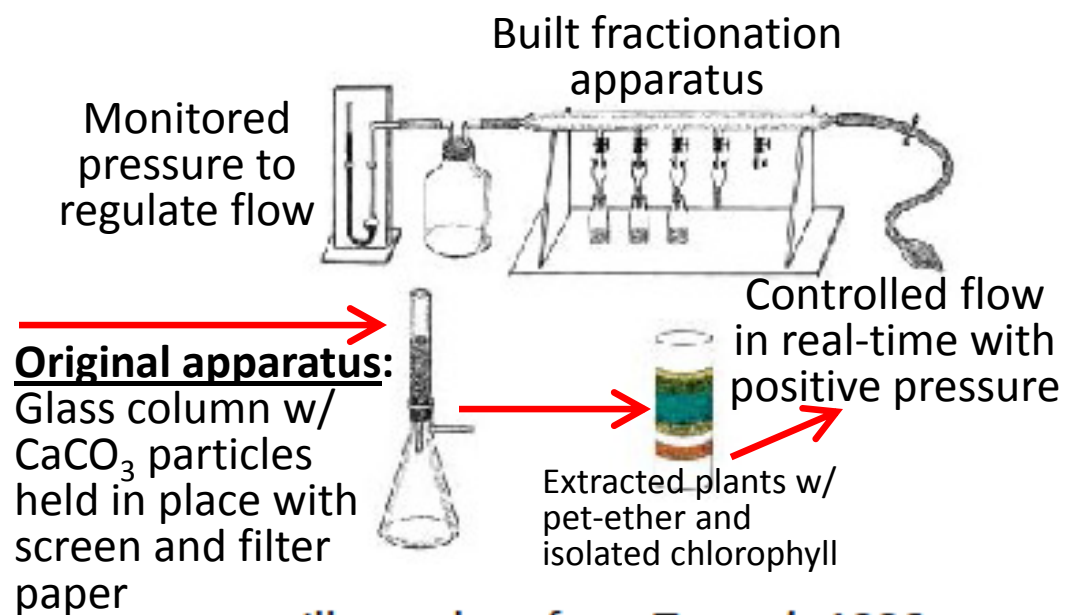 Built fractionation
apparatus
Monitored
pressure to
regulate flow
Controlled flow
in real-time with
positive pressure
Original apparatus:
Glass column w/
CaCO₃ particles
held in place with
screen and filter
paper
Extracted plants w/
pet-ether and
isolated chlorophyll